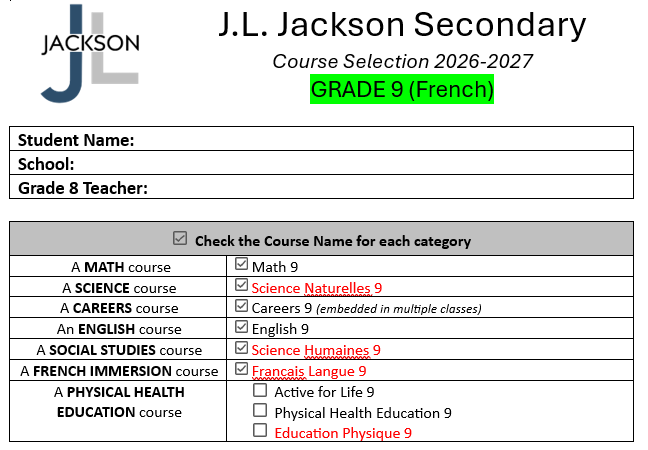 JACKSON
JL
J.L. Jackson Secondary
Course Selection 2026-2027
GRADE 9 (French)
Student Name:
School:
Grade 8 Teacher:
☑ Check the Course Name for each category
A MATH course ☑ Math 9
A SCIENCE course ☑ Science Naturelles 9
A CAREERS course ☑ Careers 9 (embedded in multiple classes)
An ENGLISH course ☑ English 9
A SOCIAL STUDIES course ☑ Science Humaines 9
A FRENCH IMMERSION course ☑ Francais Langue 9
A PHYSICAL HEALTH
EDUCATION course
☐ Active for Life 9
☐ Physical Health Education 9
☐ Education Physique 9